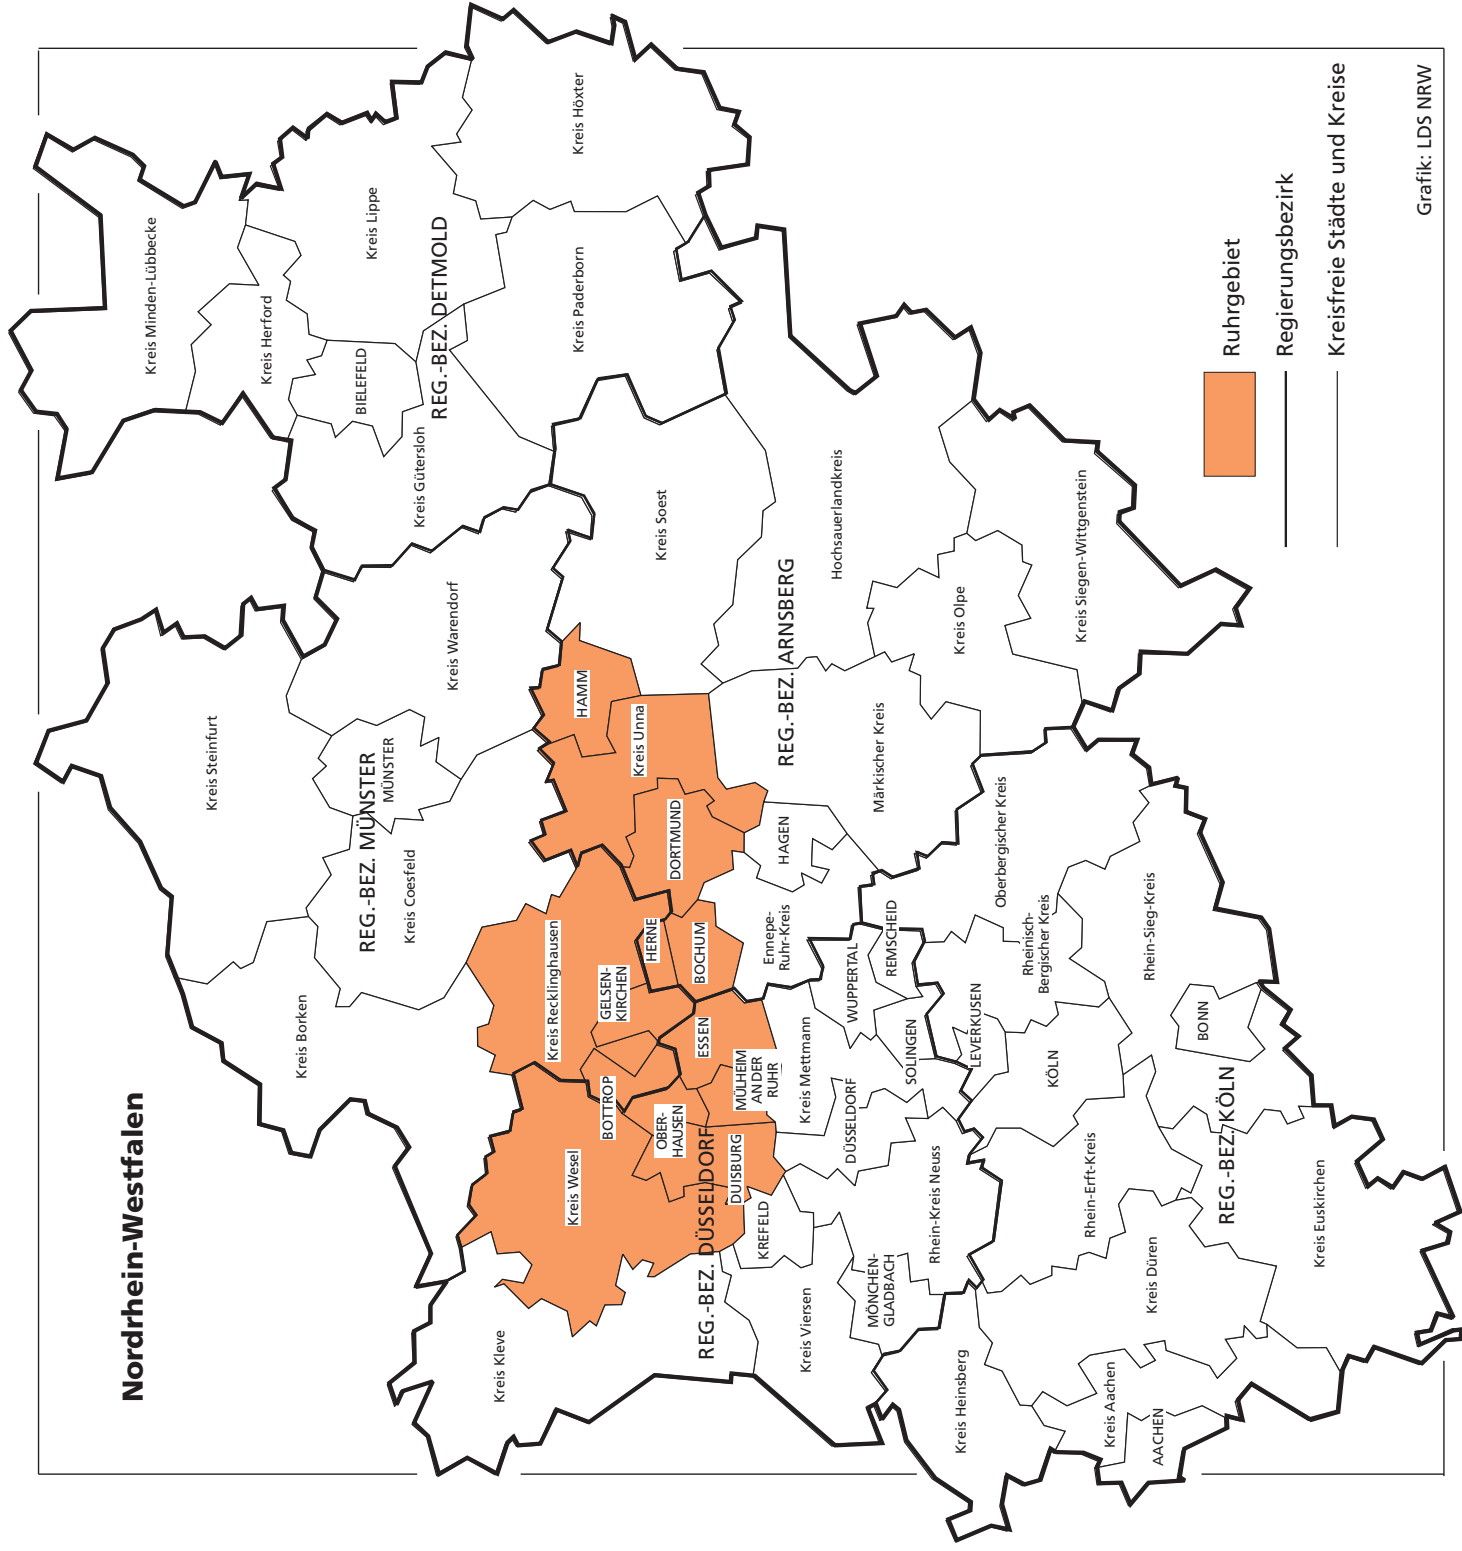 Nordrhein-Westfalen
Kreis Minden-Lübbecke
Kreis Herford
BIELEFELD
Kreis Lippe
REG.-BEZ. DETMOLD
Kreis Gütersloh
Kreis Höxter
Kreis Paderborn
Kreis Steinfurt
Kreis Borken
REG.-BEZ. MÜNSTER
MÜNSTER
Kreis Coesfeld
Kreis Warendorf
Kreis Recklinghausen
GELSEN-
KIRCHEN
BOTTROP
HAMM
Kreis Unna
DORTMUND
HERNE
BOCHUM
HAGEN
Ennepe-
Ruhr-Kreis
Kreis Soest
REG.-BEZ. ARNSBERG
Hochsauerlandkreis
Märkischer Kreis
Kreis Olpe
Kreis Siegen-Wittgenstein
Kreis Kleve
Kreis Wesel
OBER-
HAUSEN
ESSEN
MÜLHEIM
AN DER
RUHR
DUISBURG
REG.-BEZ. DÜSSELDORF
KREFELD
Kreis Viersen
MÖNCHEN-
GLADBACH
Kreis Mettmann
DÜSSELDORF
WUPPERTAL
REMSCHEID
SOLINGEN
Rhein-Kreis Neuss
Oberbergischer Kreis
Rheinisch-
Bergischer Kreis
LEVERKUSEN
KÖLN
Rhein-Sieg-Kreis
BONN
REG.-BEZ. KÖLN
Rhein-Erft-Kreis
Kreis Düren
Kreis Euskirchen
Kreis Heinsberg
Kreis Aachen
AACHEN
Ruhrgebiet
Regierungsbezirk
Kreisfreie Städte und Kreise
Grafik: LDS NRW